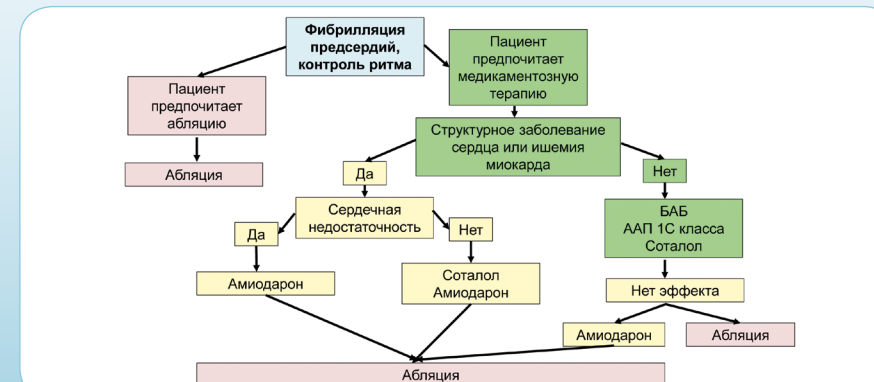 Фибрилляция
предсердий,
контроль ритма
Пациент
предпочитает
медикаментозную
терапию
Пациент
предпочитает
абляцию
Абляция
Структурное заболевание
сердца или ишемия
миокарда
Да
Нет
Сердечная
недостаточность
БАБ
ААП 1С класса
Соталол
Да
Нет
Амиодарон
Соталол
Амиодарон
Нет эффекта
Амиодарон
Абляция
Абляция